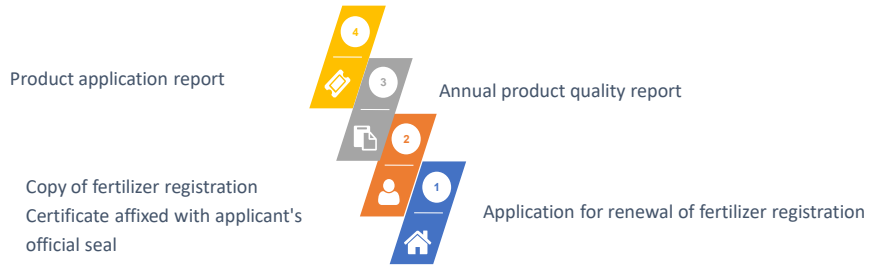 4
Product application report
3
Annual product quality report
2
Copy of fertilizer registration
Certificate affixed with applicant's
official seal
1
Application for renewal of fertilizer registration